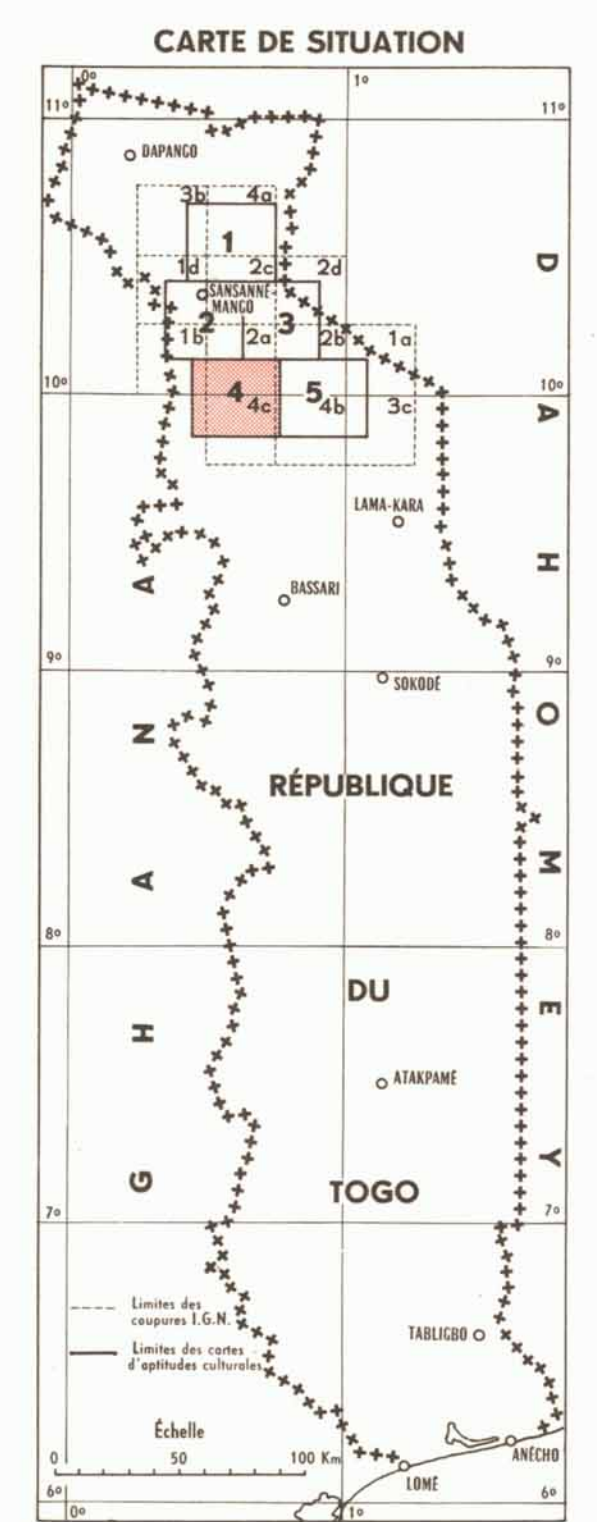 CARTE DE SITUATION
0° 1°
11° 11°
DAPANGO
3b 4a
1
1d 2c 2d
SANSANNÉ-
MANGO
2 3
1b 2a 2b 1a
10° 10°
4 5
4c 4b 3c
LAMA-KARA
BASSARI
9° 9°
SOKODÉ
DAHOMEY
GHANA
RÉPUBLIQUE
8° 8°
DU
ATAKPAMÉ
TOGO
7° 7°
Limites des
coupures I.G.N.
Limites des cartes
d'aptitudes culturales
TABLIGBO
Échelle
0 50 100 Km
ANÉCHO
LOMÉ
6° 6°
0° 1°